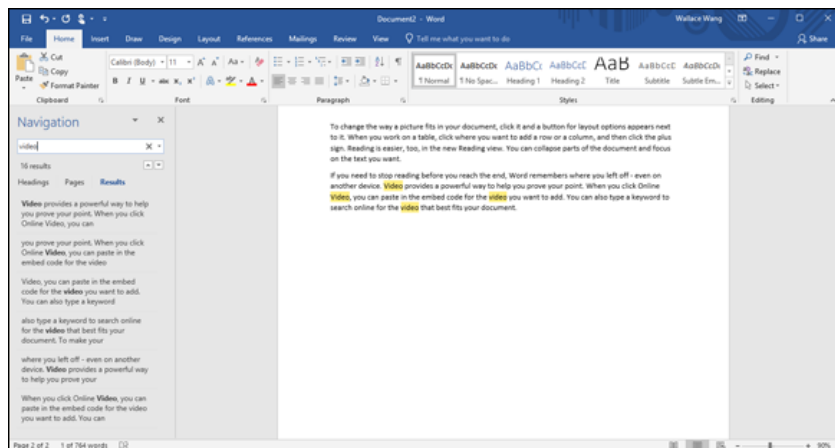 Document2 - Word
Wallace Wang
File Home Insert Draw Design Layout References Mailings Review View Tell me what you want to do
Share
Paste
Cut
Copy
Format Painter
Clipboard
Calibri (Body) 11
B I U abc x, x'
Font
Paragraph
AaBbCcDc AaBbCcDc AaBbCc AaBbCcC AaB AaBbCcC AaBbCcDc
¶ Normal ¶ No Spac... Heading 1 Heading 2 Title Subtitle Subtle Em...
Styles
Find
Replace
Select
Editing
Navigation
video
16 results
Headings Pages Results
Video provides a powerful way to help
you prove your point. When you click
Online Video, you can
you prove your point. When you click
Online Video, you can paste in the
embed code for the video
Video, you can paste in the embed
code for the video you want to add.
You can also type a keyword
also type a keyword to search online
for the video that best fits your
document. To make your
where you left off - even on another
device. Video provides a powerful way
to help you prove your
When you click Online Video, you can
paste in the embed code for the video
you want to add. You can
To change the way a picture fits in your document, click it and a button for layout options appears next
to it. When you work on a table, click where you want to add a row or a column, and then click the plus
sign. Reading is easier, too, in the new Reading view. You can collapse parts of the document and focus
on the text you want.
If you need to stop reading before you reach the end, Word remembers where you left off - even on
another device. Video provides a powerful way to help you prove your point. When you click Online
Video, you can paste in the embed code for the video you want to add. You can also type a keyword to
search online for the video that best fits your document.
Page 2 of 2 1 of 764 words
90%